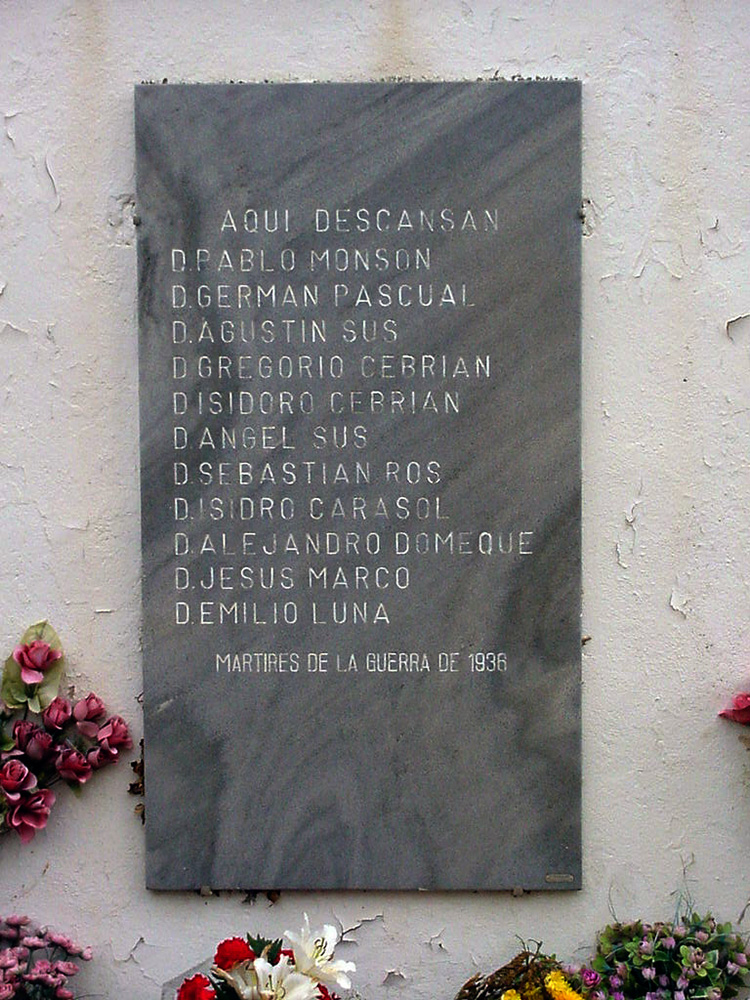 AQUI DESCANSAN
D.PABLO MONSON
D.GERMAN PASCUAL
D.AGUSTIN SUS
D GREGORIO CEBRIAN
D ISIDORO CEBRIAN
D.ANGEL SUS
D.SEBASTIAN ROS
D.ISIDRO CARASOL
D.ALEJANDRO DOMEQUE
D.JESUS MARCO
D.EMILIO LUNA
MARTIRES DE LA GUERRA DE 1936